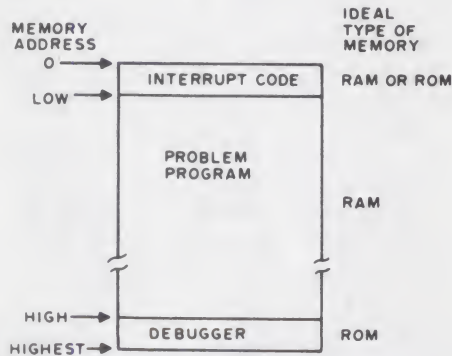 MEMORY
ADDRESS
IDEAL
TYPE OF
MEMORY
0
INTERRUPT CODE
RAM OR ROM
LOW
PROBLEM
PROGRAM
RAM
HIGH
DEBUGGER
ROM
HIGHEST